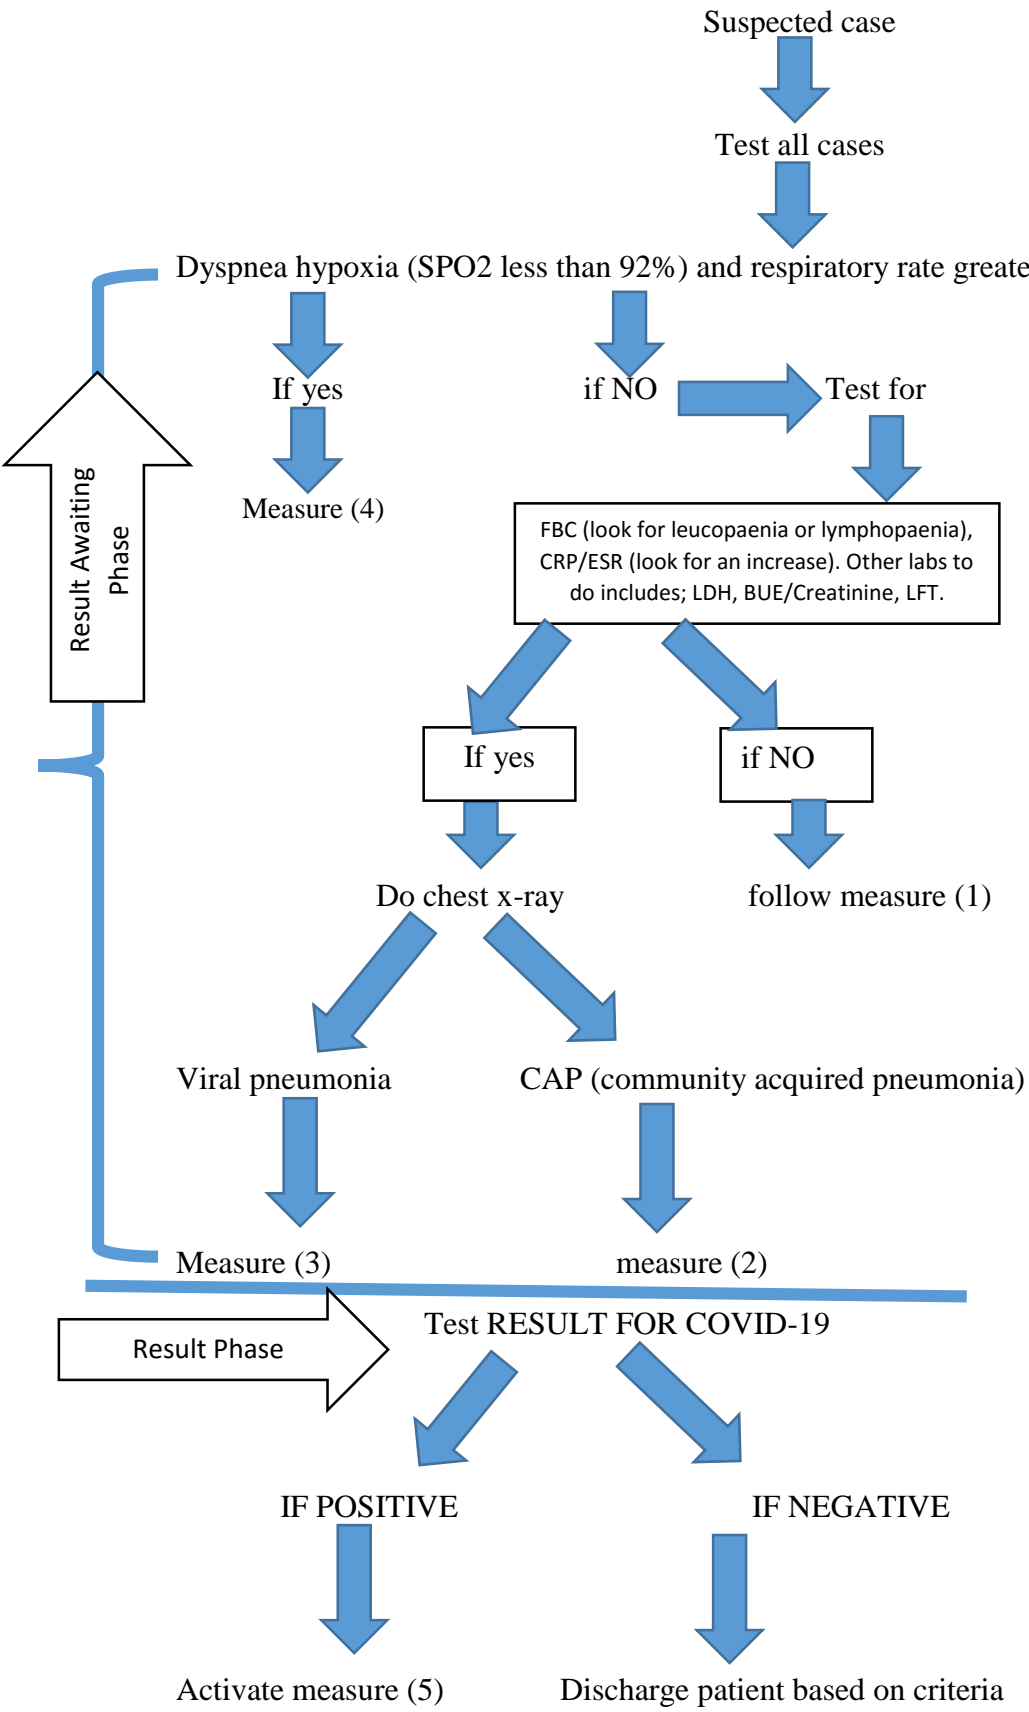 Suspected case
Test all cases
Dyspnea hypoxia (SPO2 less than 92%) and respiratory rate greate
If yes
if NO
Test for
Measure (4)
FBC (look for leucopaenia or lymphopaenia),
CRP/ESR (look for an increase). Other labs to
do includes; LDH, BUE/Creatinine, LFT.
Result Awaiting
Phase
If yes
if NO
Do chest x-ray
follow measure (1)
Viral pneumonia
CAP (community acquired pneumonia)
Measure (3)
measure (2)
Test RESULT FOR COVID-19
Result Phase
IF POSITIVE
IF NEGATIVE
Activate measure (5)
Discharge patient based on criteria